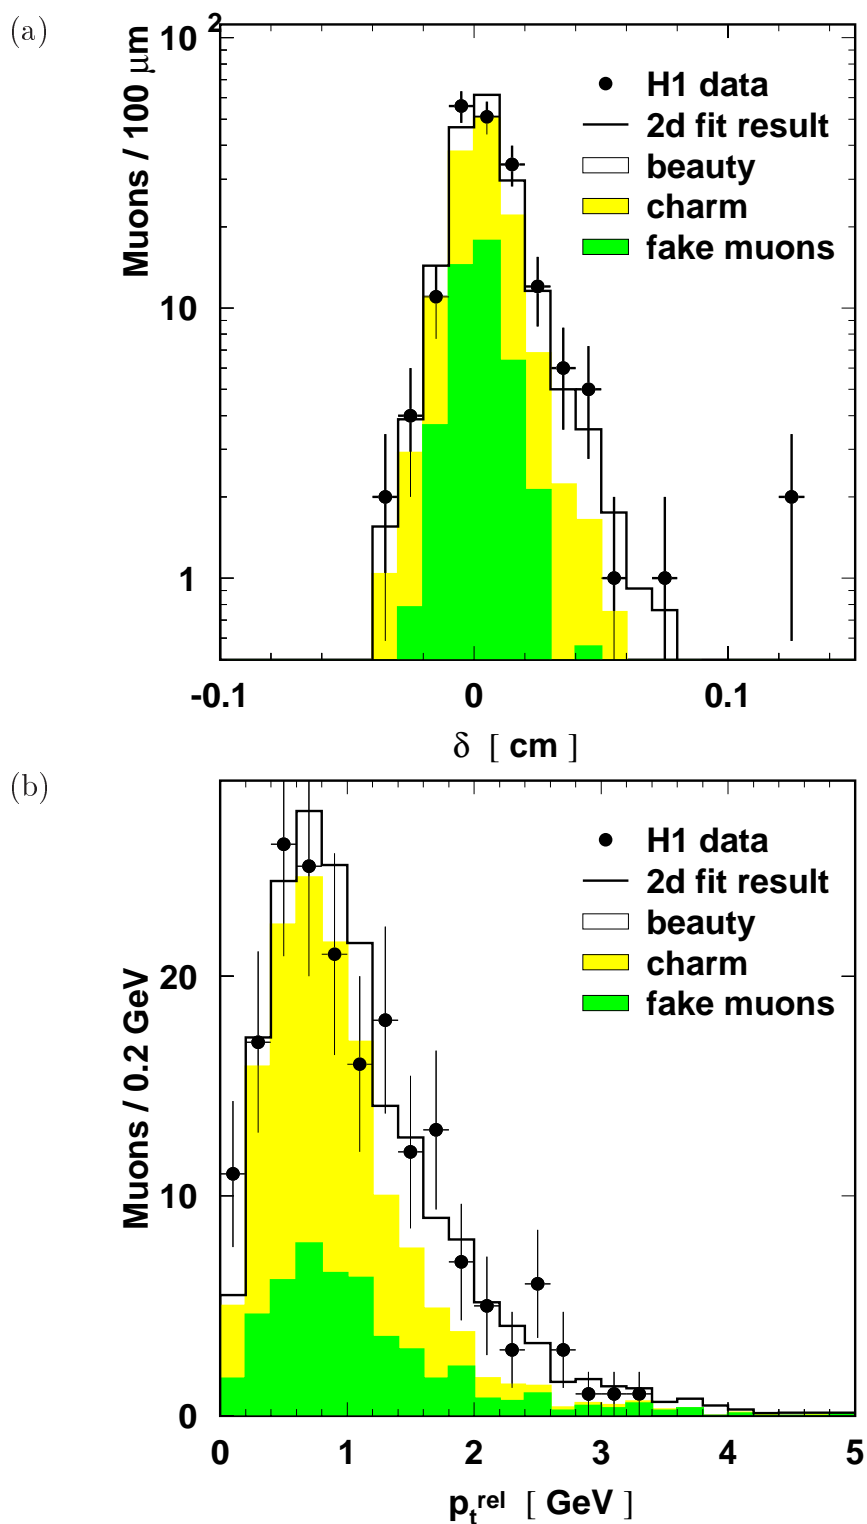 (a)
Muons / 100 μm
10 2
10
1
H1 data
2d fit result
beauty
charm
fake muons
-0.1 0 0.1
δ [ cm ]
(b)
Muons / 0.2 GeV
20
10
0
H1 data
2d fit result
beauty
charm
fake muons
0 1 2 3 4 5
pt rel [ GeV ]